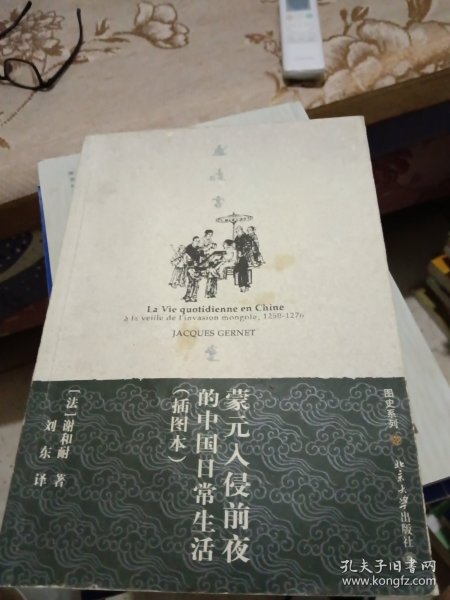 La Vie quotidienne en Chine
à la veille de l'invasion mongole, 1250-1276
JACQUES GERNET
蒙元入侵前夜
的中国日常生活
(插图本)
[法]谢和耐 著
刘东 译
图史系列
北京大学出版社
孔夫子旧书网
www.kongfz.com